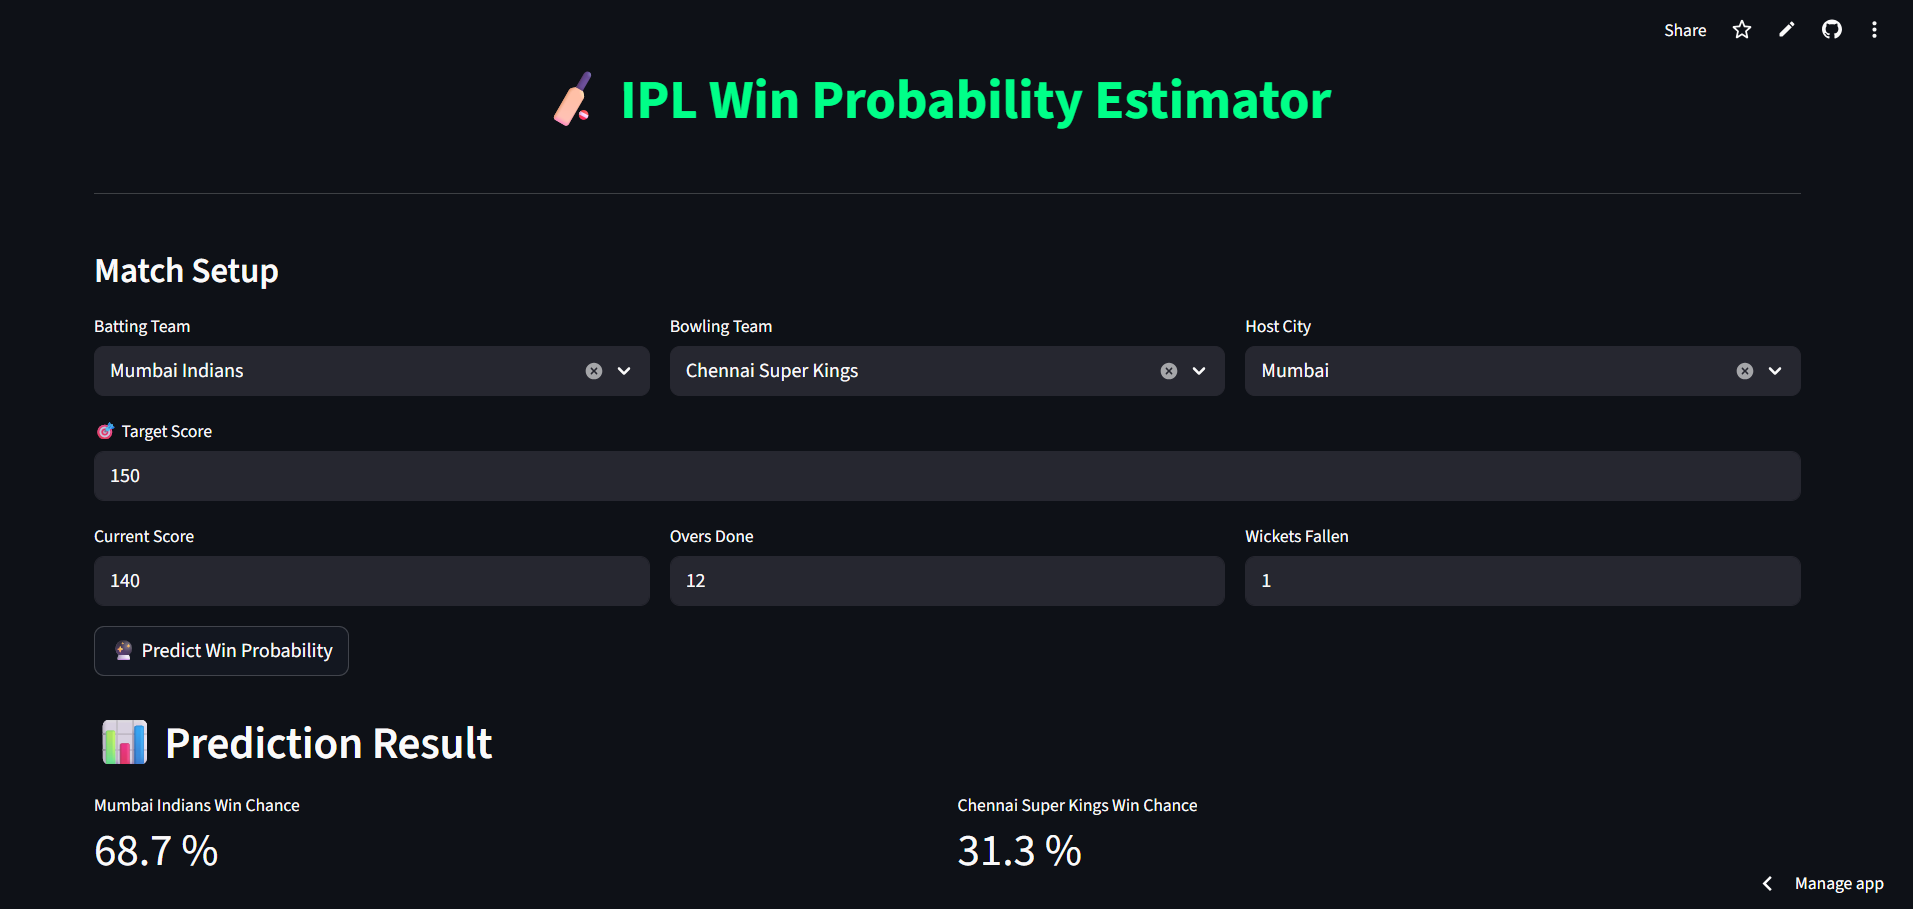 Share
IPL Win Probability Estimator
Match Setup
Batting Team
Bowling Team
Host City
Mumbai Indians
Chennai Super Kings
Mumbai
Target Score
150
Current Score
Overs Done
Wickets Fallen
140
12
1
Predict Win Probability
Prediction Result
Mumbai Indians Win Chance
Chennai Super Kings Win Chance
68.7 %
31.3 %
Manage app